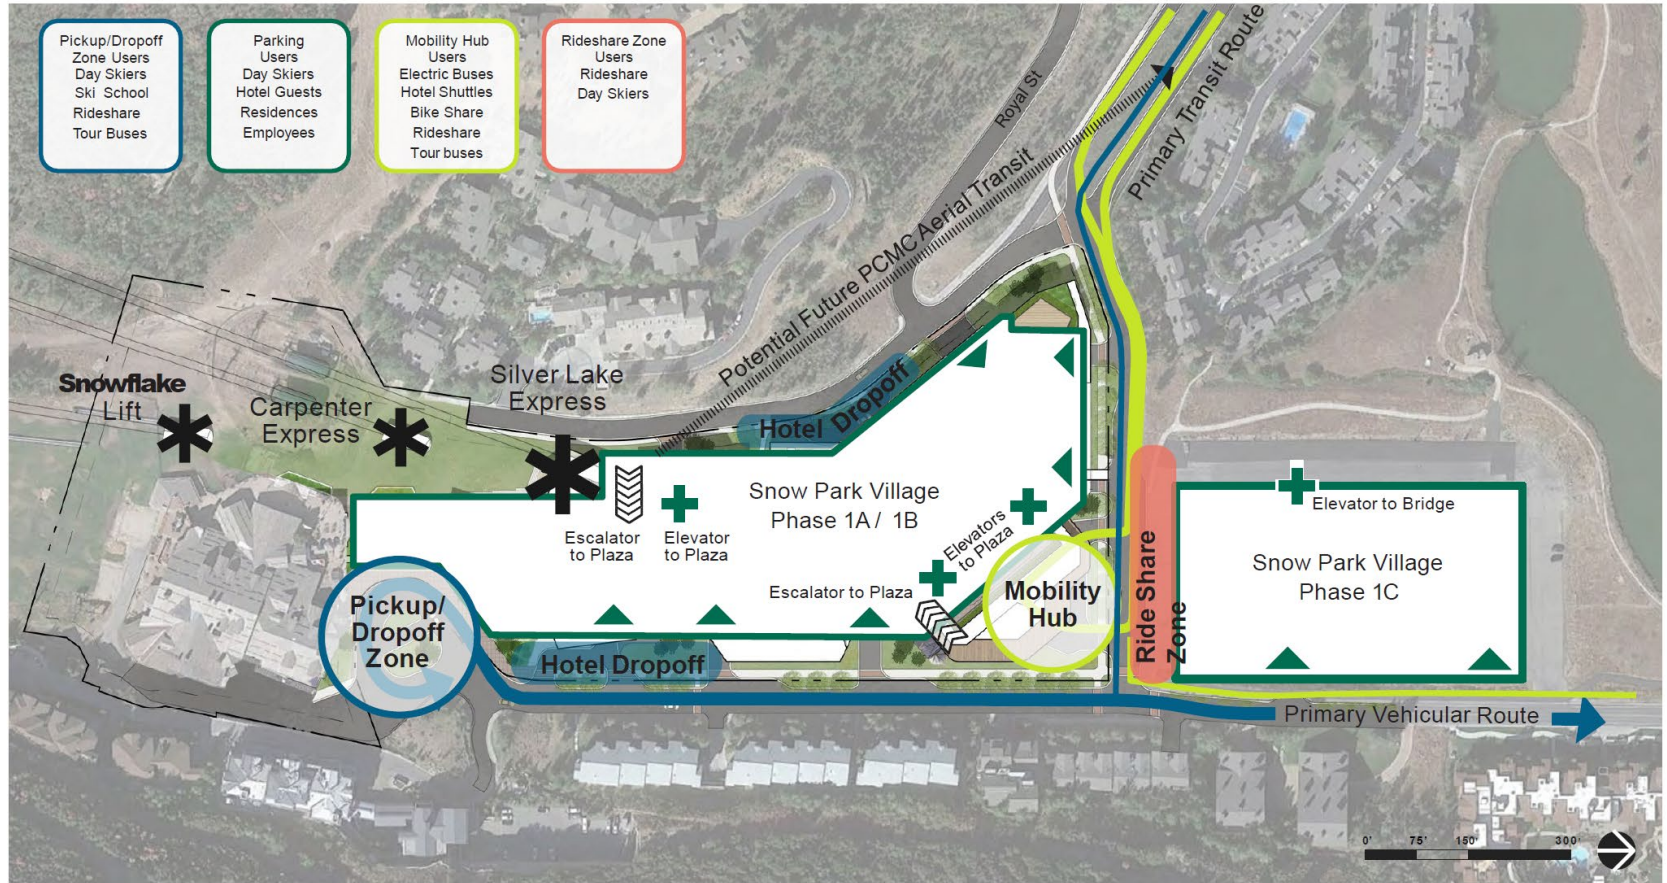 Pickup/Dropoff
Zone Users
Day Skiers
Ski School
Rideshare
Tour Buses
Parking
Users
Day Skiers
Hotel Guests
Residences
Employees
Mobility Hub
Users
Electric Buses
Hotel Shuttles
Bike Share
Rideshare
Tour buses
Rideshare Zone
Users
Rideshare
Day Skiers
Royal St
Primary Transit Route
Potential Future PCMC Aerial Transit
Snowflake
Lift
Carpenter
Express
Silver Lake
Express
Hotel Dropoff
Snow Park Village
Phase 1A / 1B
Escalator
to Plaza
Elevator
to Plaza
Elevators
to Plaza
Escalator to Plaza
Mobility
Hub
Ride Share
Zone
Elevator to Bridge
Snow Park Village
Phase 1C
Pickup/
Dropoff
Zone
Hotel Dropoff
Primary Vehicular Route
0' 75' 150' 300'